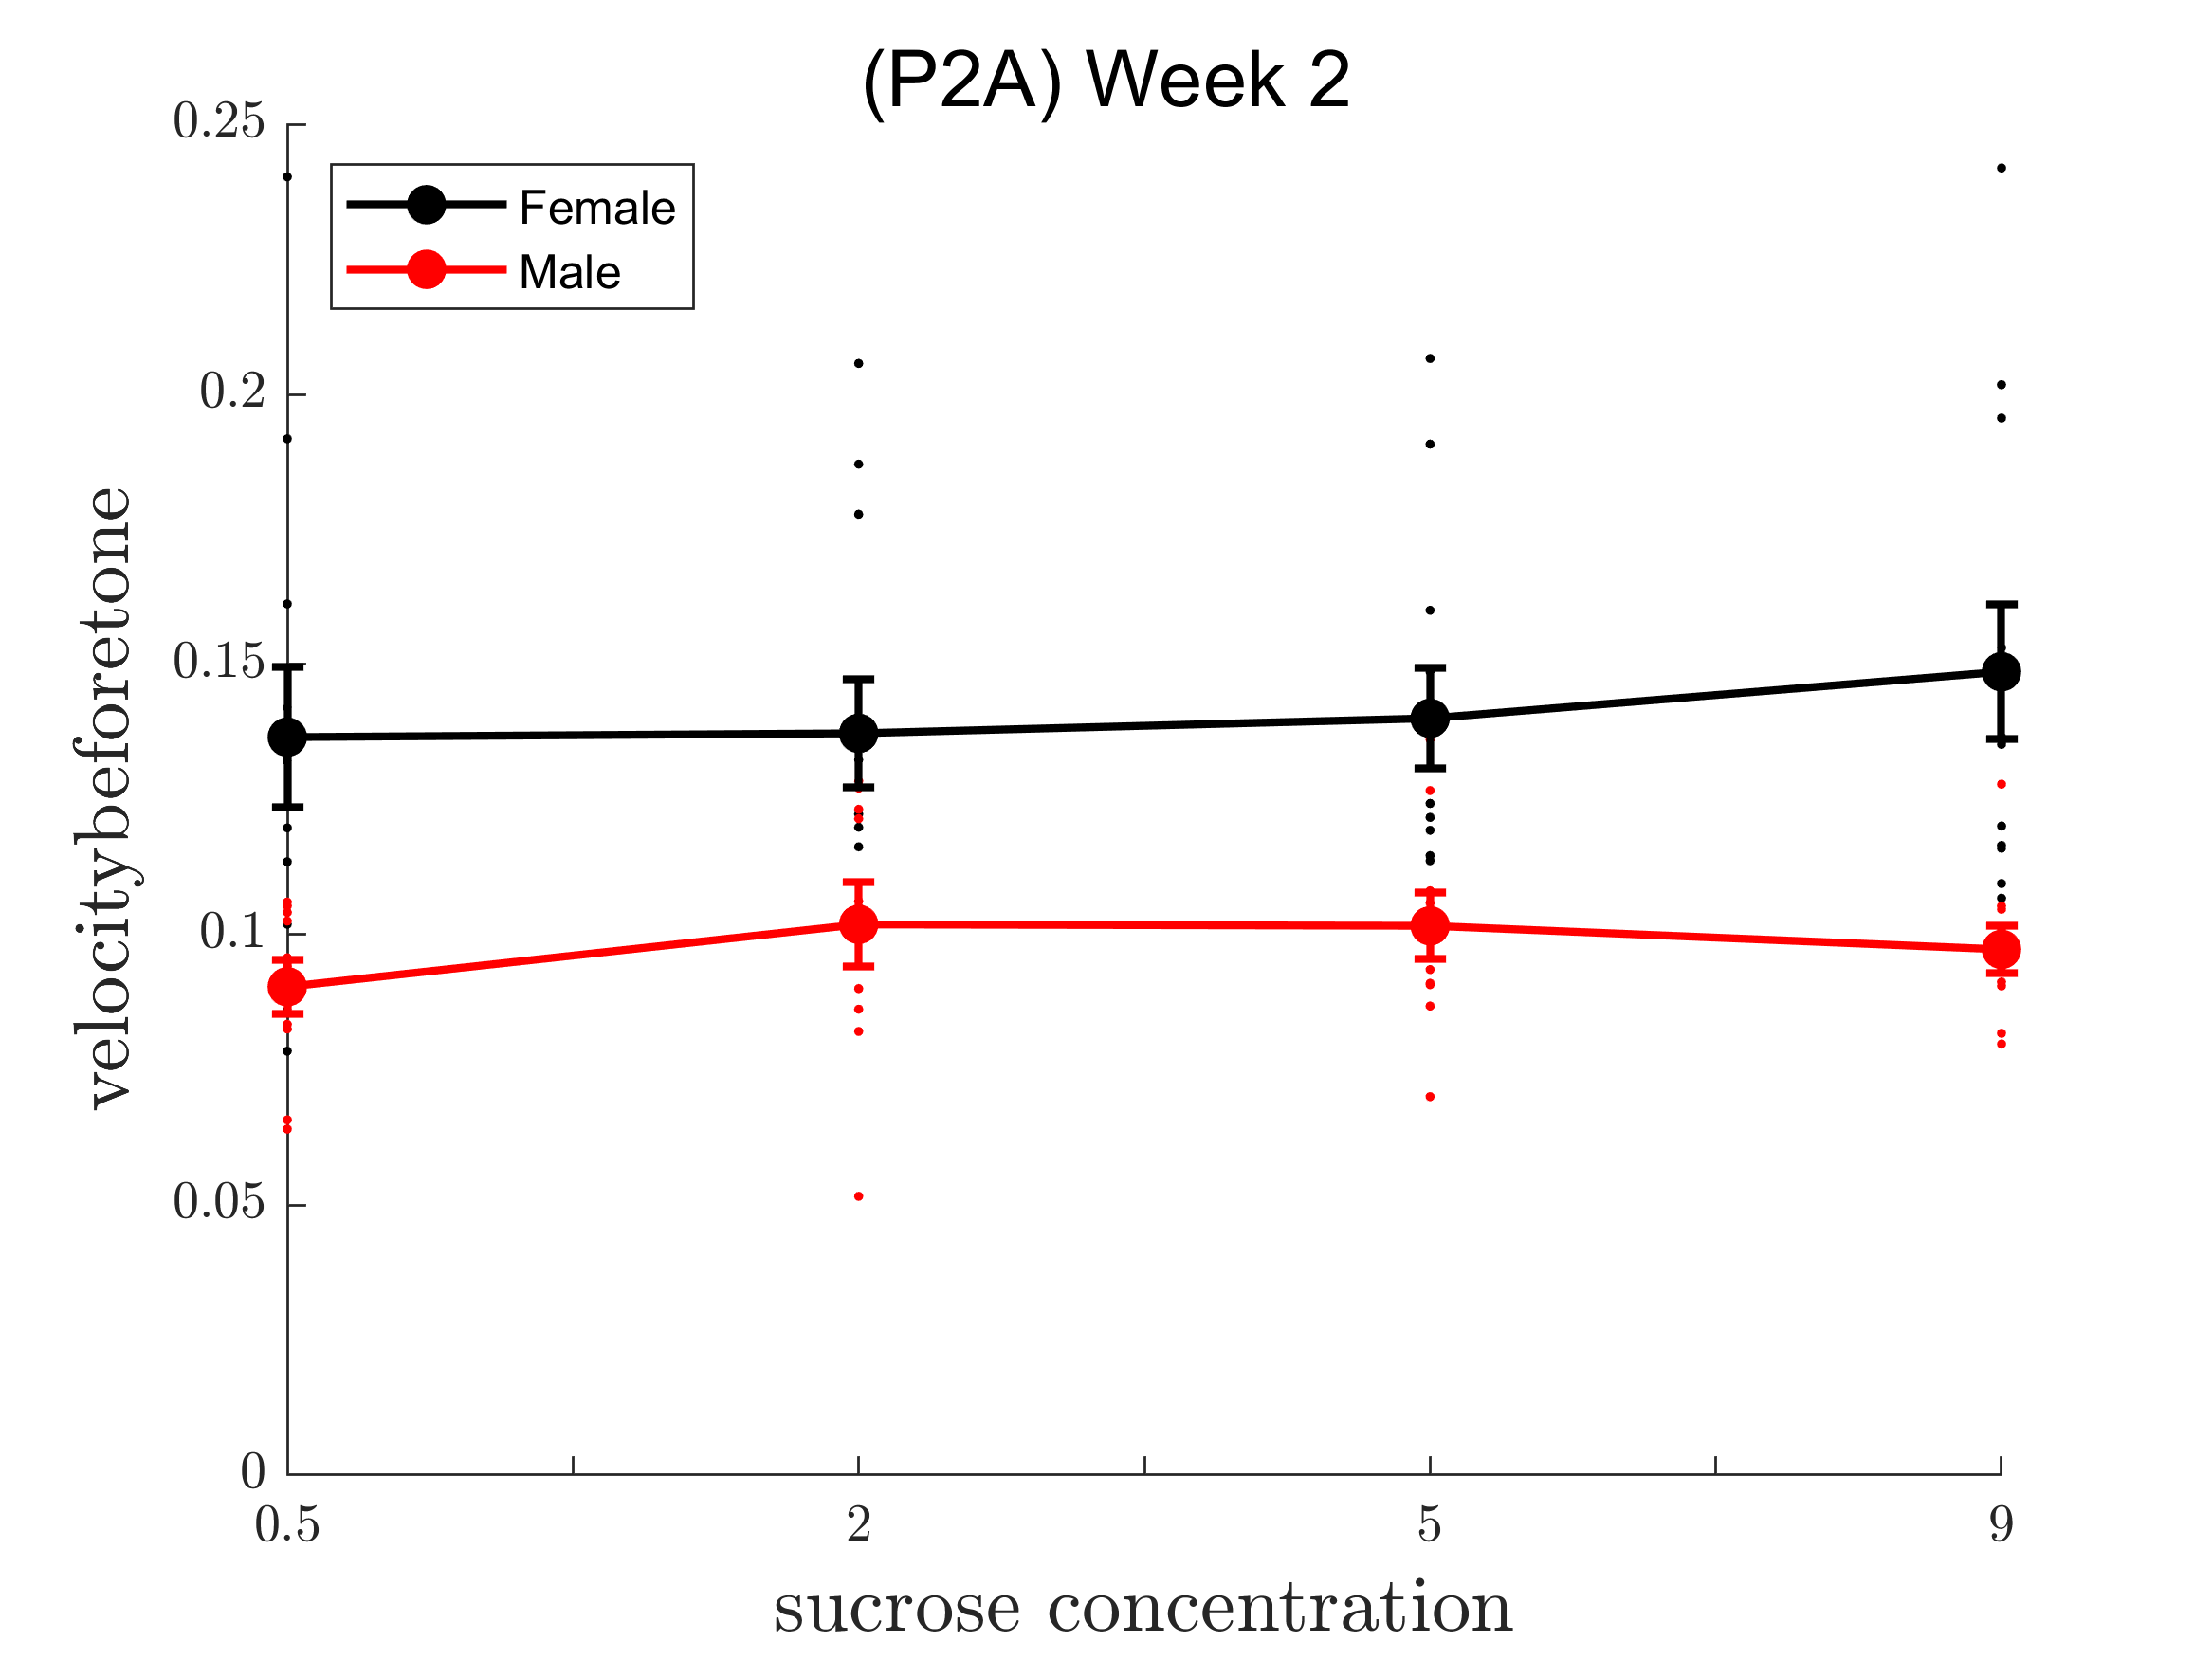 (P2A) Week 2
0.25
0.2
0.15
0.1
0.05
0
Female
Male
velocitybeforetone
0.5 2 5 9
sucrose concentration